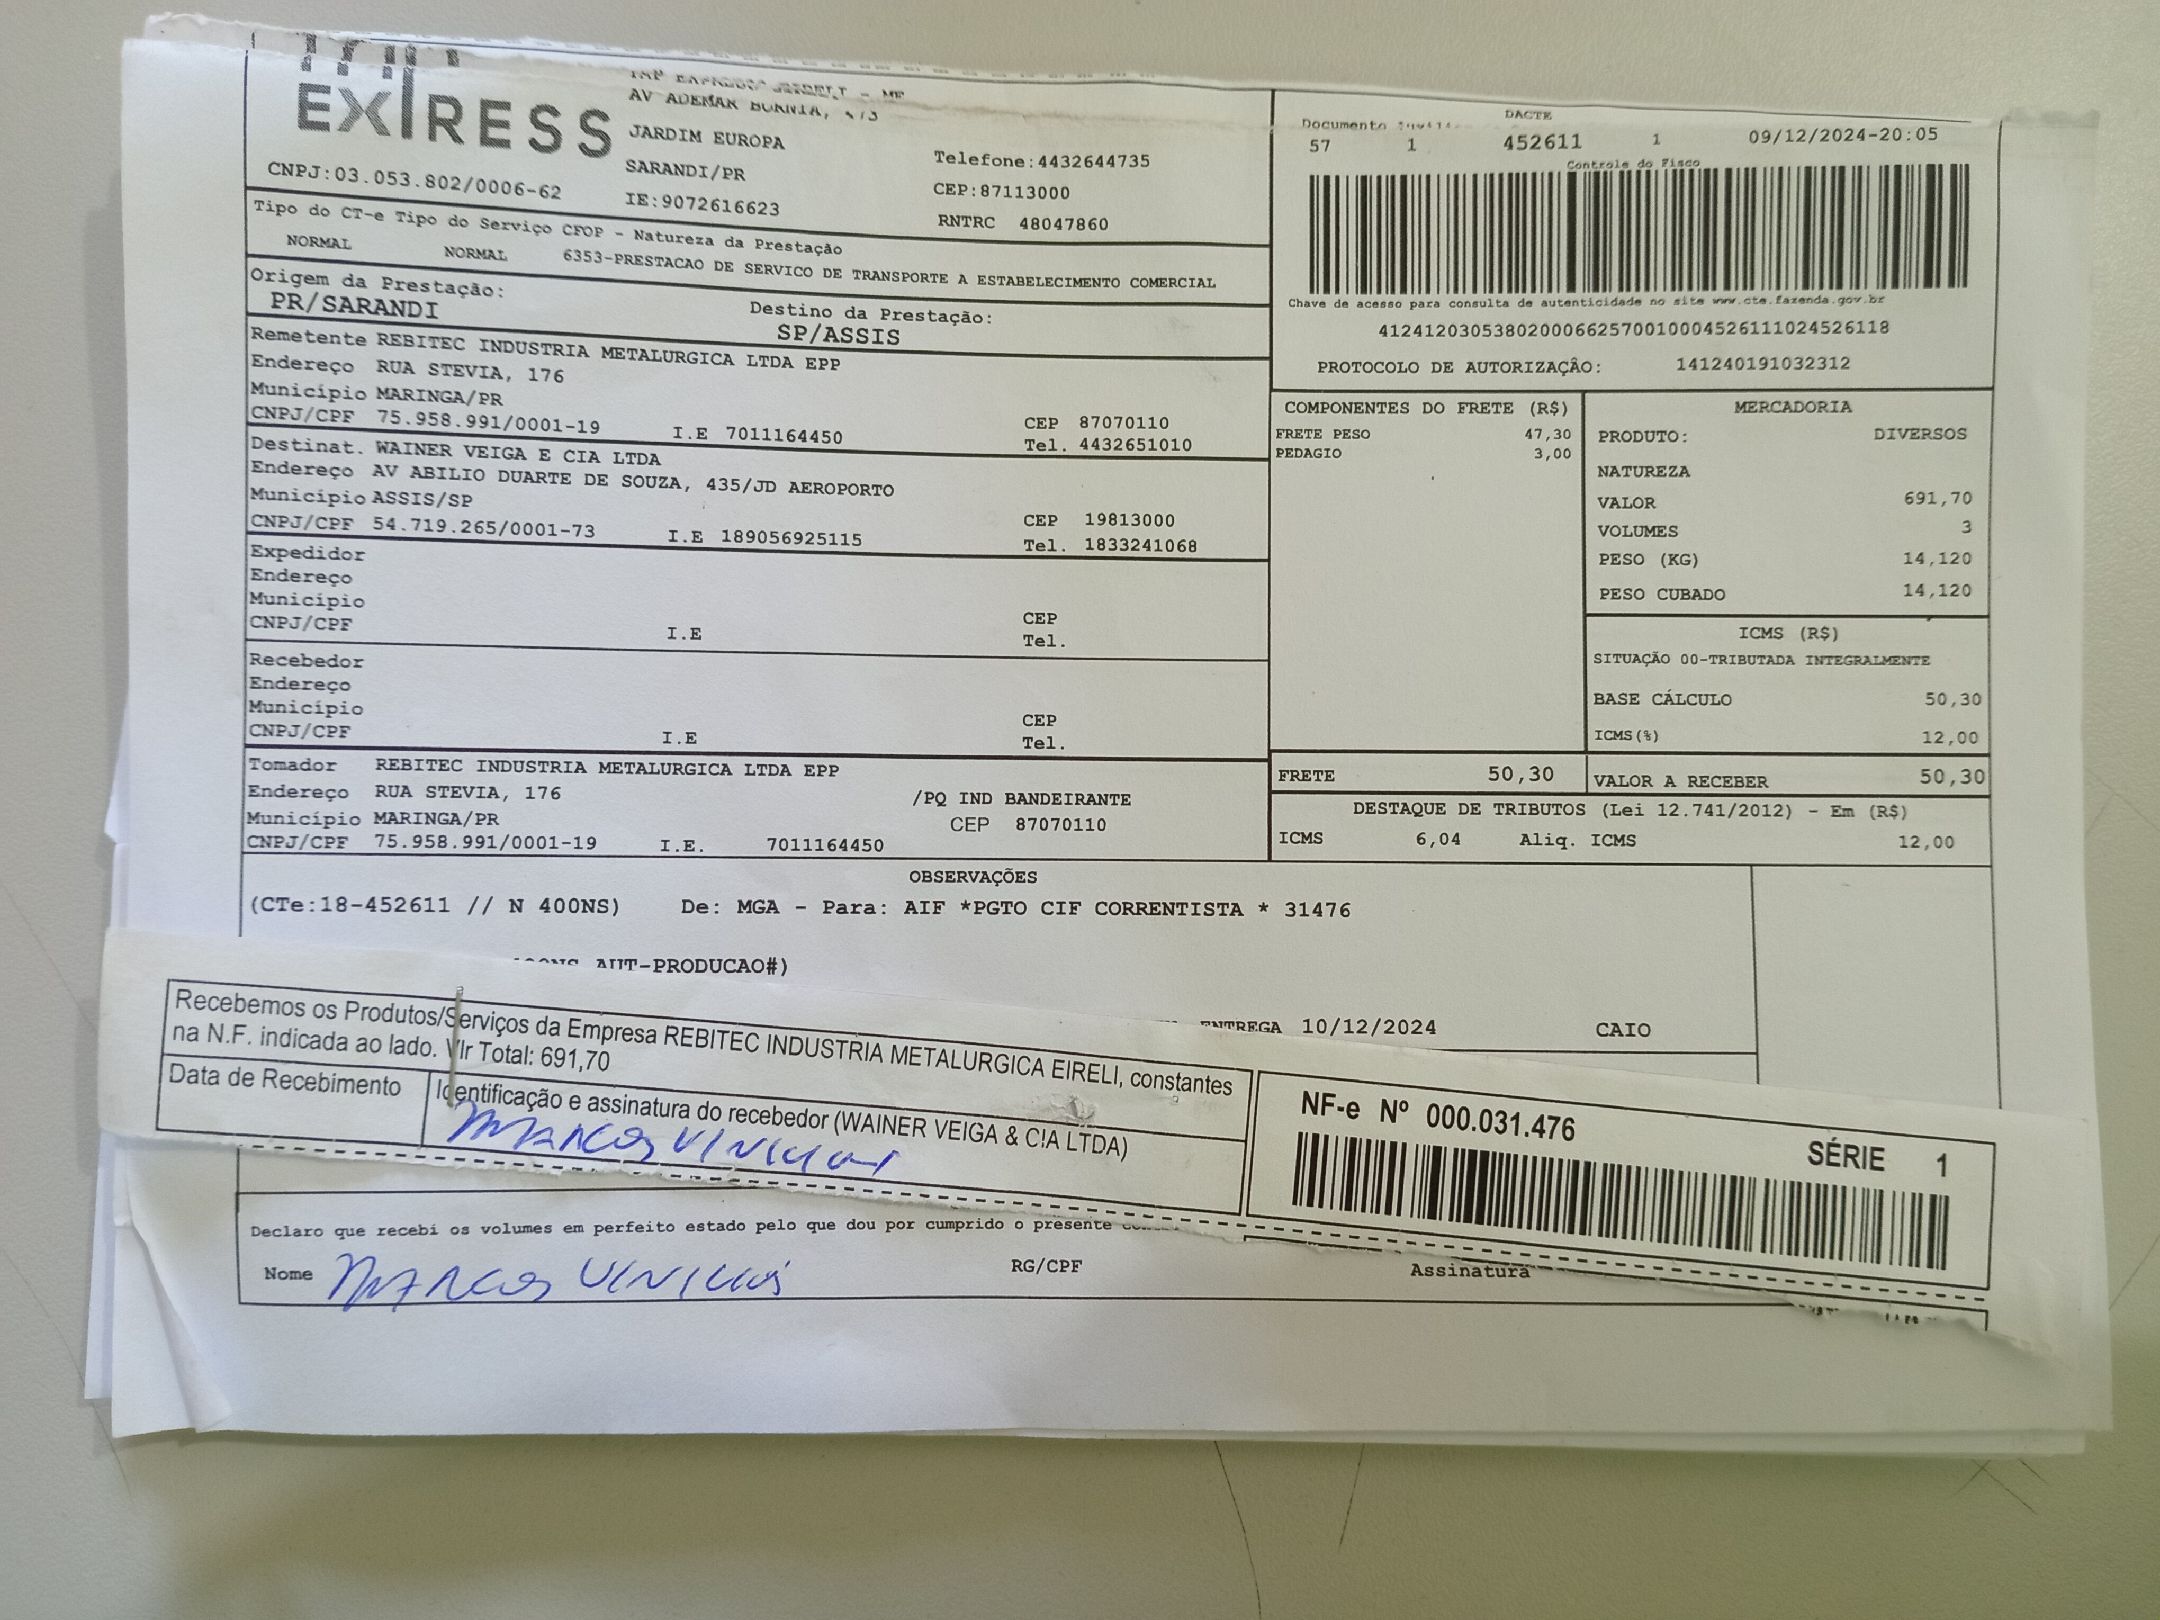 EXPRESS
AV ADEMAR BORNIA,
JARDIM EUROPA
SARANDI/PR
IE:9072616623
CNPJ:03.053.802/0006-62
Telefone:4432644735
CEP:87113000
RNTRC 48047860
DACTE
Documento
57 1 452611 1 09/12/2024-20:05
Controle do Fisco
Chave de acesso para consulta de autenticidade no site www.cte.fazenda.gov.br
41241203053802000662570010004526111024526118
PROTOCOLO DE AUTORIZAÇÃO: 141240191032312
Tipo do CT-e Tipo do Serviço CFOP - Natureza da Prestação
NORMAL NORMAL 6353-PRESTACAO DE SERVICO DE TRANSPORTE A ESTABELECIMENTO COMERCIAL
Origem da Prestação: Destino da Prestação:
PR/SARANDI SP/ASSIS
Remetente REBITEC INDUSTRIA METALURGICA LTDA EPP
Endereço RUA STEVIA, 176
Município MARINGA/PR CEP 87070110
CNPJ/CPF 75.958.991/0001-19 I.E 7011164450 Tel. 4432651010
Destinat. WAINER VEIGA E CIA LTDA
Endereço AV ABILIO DUARTE DE SOUZA, 435/JD AEROPORTO
Município ASSIS/SP CEP 19813000
CNPJ/CPF 54.719.265/0001-73 I.E 189056925115 Tel. 1833241068
Expedidor
Endereço
Município CEP
CNPJ/CPF I.E Tel.
Recebedor
Endereço
Município CEP
CNPJ/CPF I.E Tel.
Tomador REBITEC INDUSTRIA METALURGICA LTDA EPP
Endereço RUA STEVIA, 176 /PQ IND BANDEIRANTE
Município MARINGA/PR CEP 87070110
CNPJ/CPF 75.958.991/0001-19 I.E. 7011164450
COMPONENTES DO FRETE (R$)
FRETE PESO 47,30
PEDAGIO 3,00
MERCADORIA
PRODUTO: DIVERSOS
NATUREZA
VALOR 691,70
VOLUMES 3
PESO (KG) 14,120
PESO CUBADO 14,120
ICMS (R$)
SITUAÇÃO 00-TRIBUTADA INTEGRALMENTE
BASE CÁLCULO 50,30
ICMS(%) 12,00
FRETE 50,30 VALOR A RECEBER 50,30
DESTAQUE DE TRIBUTOS (Lei 12.741/2012) - Em (R$)
ICMS 6,04 Aliq. ICMS 12,00
OBSERVAÇÕES
(CTe:18-452611 // N 400NS) De: MGA - Para: AIF *PGTO CIF CORRENTISTA * 31476
AUT-PRODUCAO#)
ENTREGA 10/12/2024 CAIO
Recebemos os Produtos/Serviços da Empresa REBITEC INDUSTRIA METALURGICA EIRELI, constantes
na N.F. indicada ao lado. Vlr Total: 691,70
Data de Recebimento
Identificação e assinatura do recebedor (WAINER VEIGA & CIA LTDA)
MARCOS VINICIUS
NF-e Nº 000.031.476
SÉRIE 1
Declaro que recebi os volumes em perfeito estado pelo que dou por cumprido o presente
Nome MARCOS VINICIUS RG/CPF Assinatura